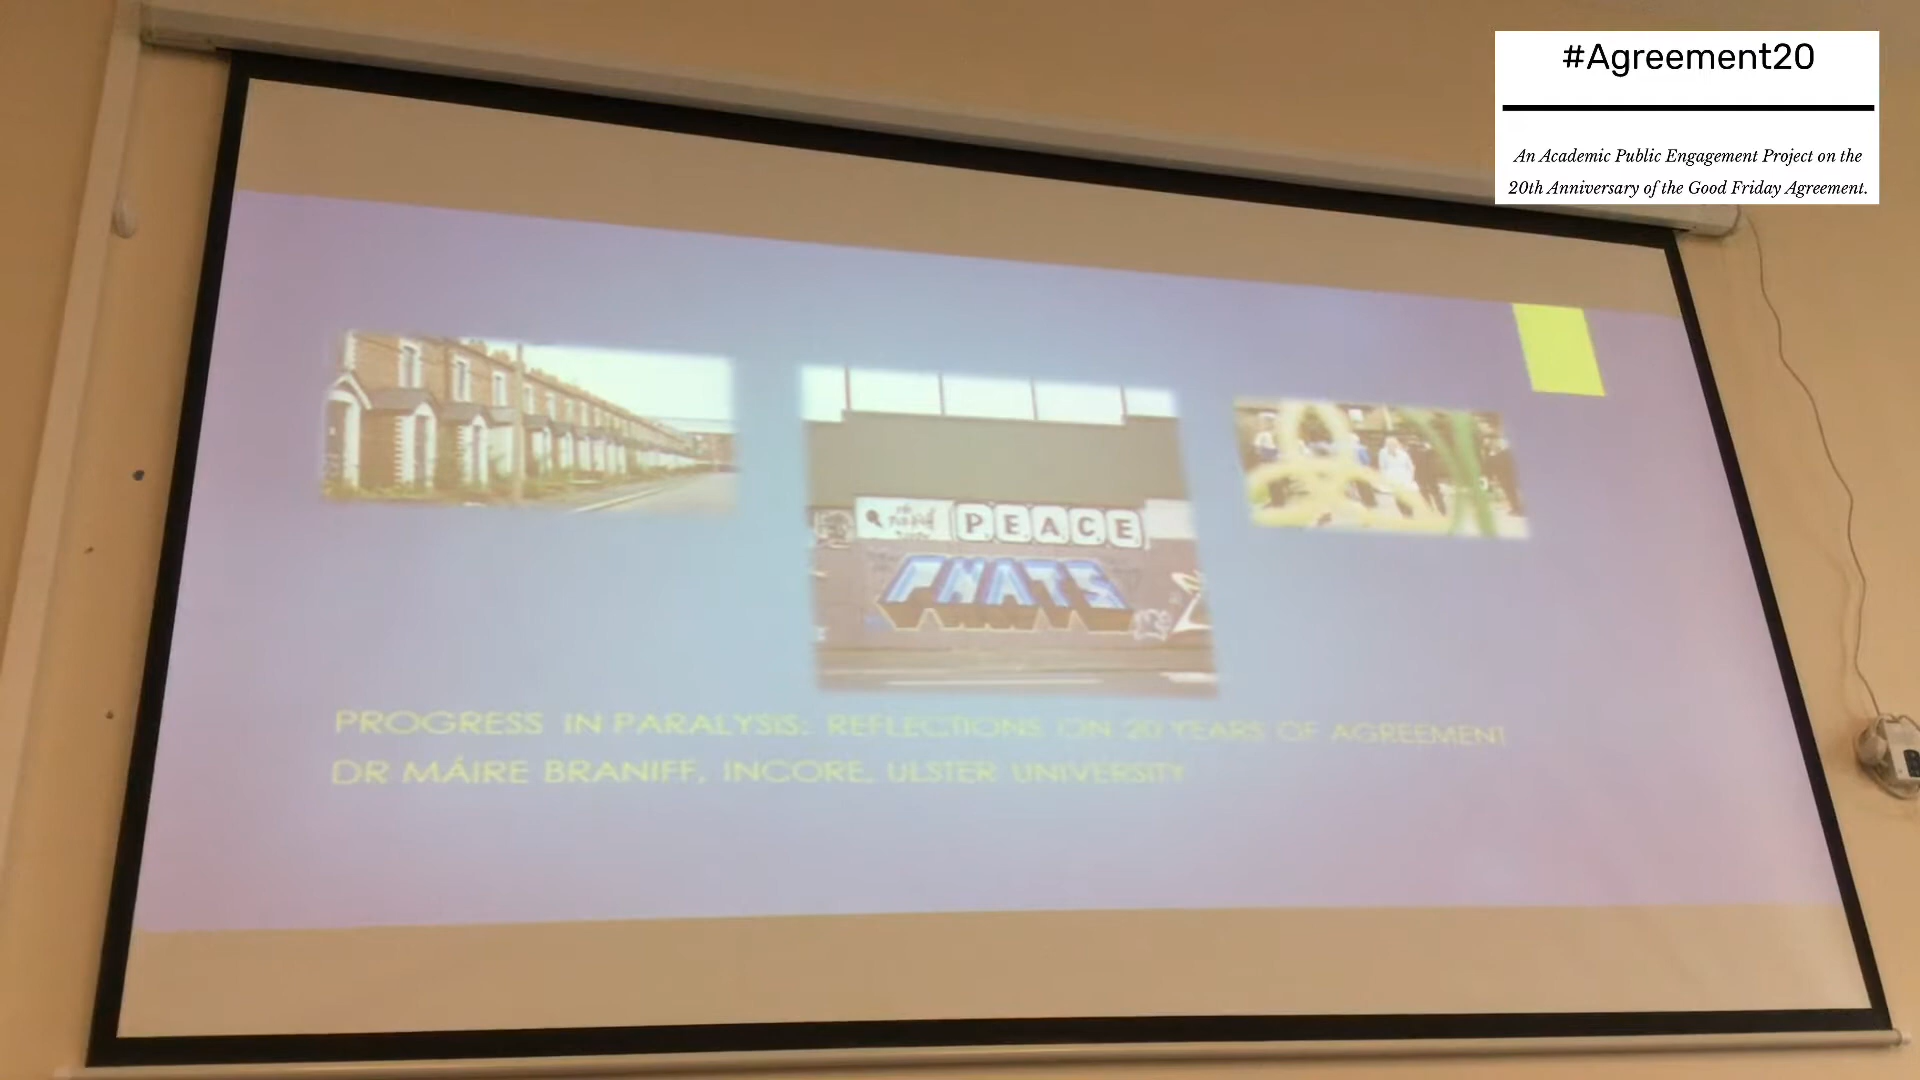 #Agreement20
An Academic Public Engagement Project on the
20th Anniversary of the Good Friday Agreement.
PEACE
PROGRESS IN PARALYSIS: REFLECTIONS ON 20 YEARS OF AGREEMENT
DR MÁIRE BRANIFF, INCORE, ULSTER UNIVERSITY